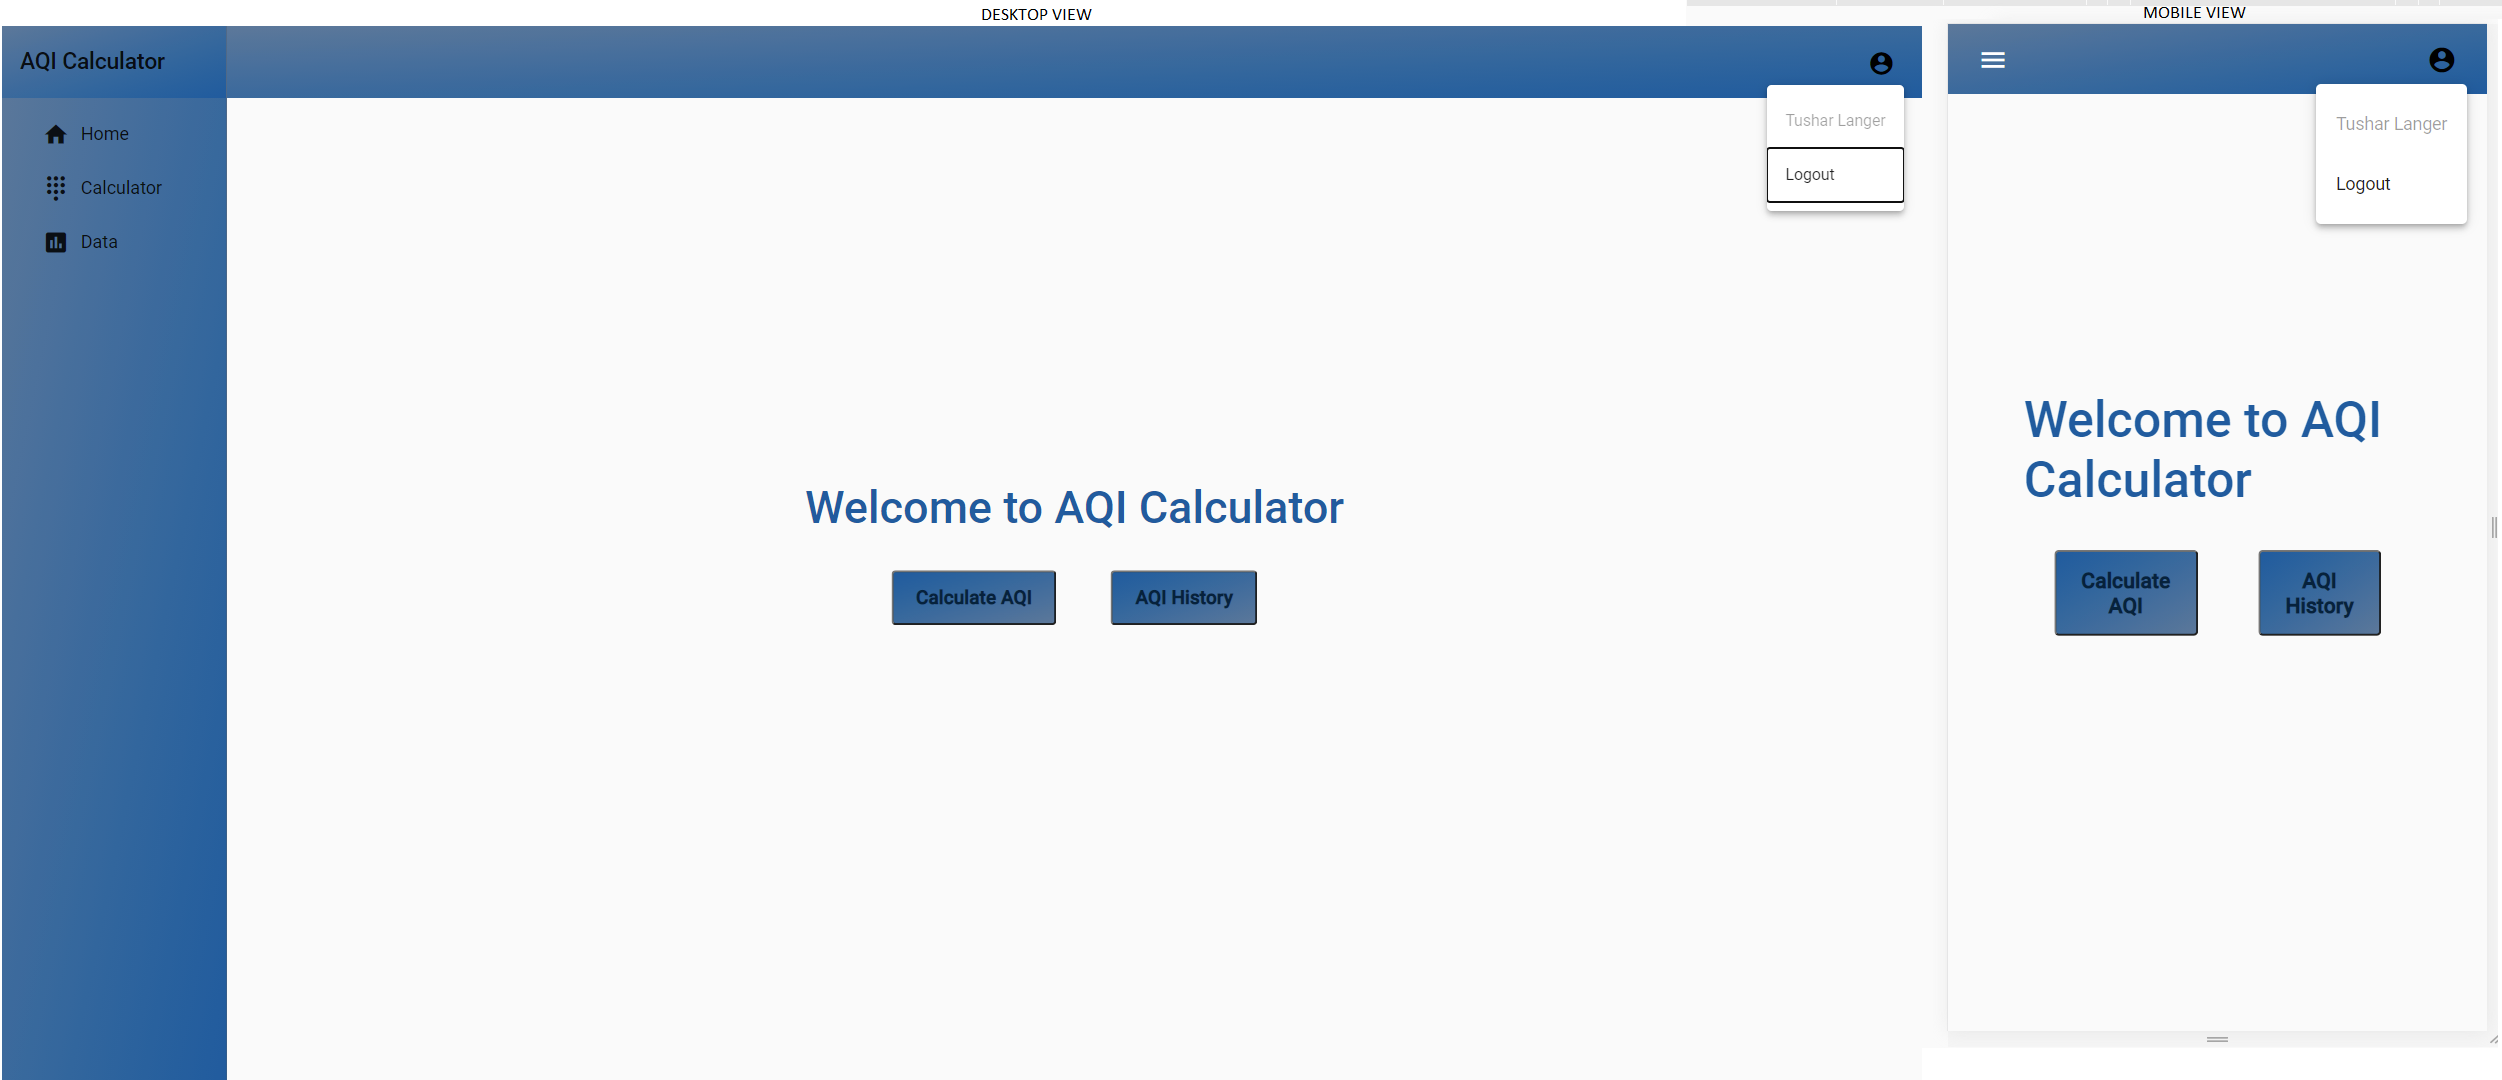 DESKTOP VIEW
AQI Calculator
Home
Calculator
Data
Tushar Langer
Logout
Welcome to AQI Calculator
Calculate AQI
AQI History
MOBILE VIEW
Tushar Langer
Logout
Welcome to AQI
Calculator
Calculate
AQI
AQI
History